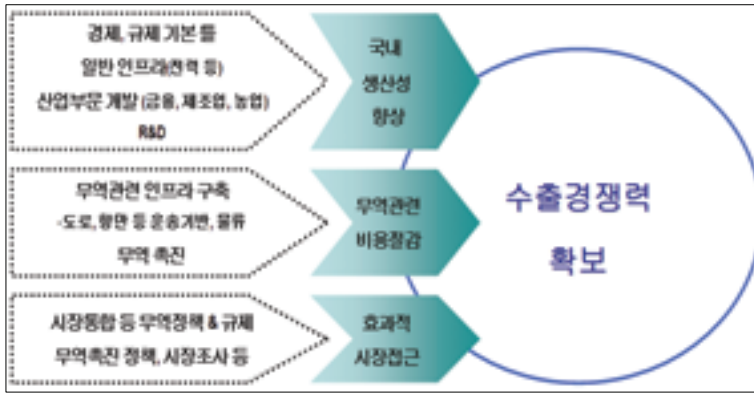 경제, 규제 기본 틀
일반 인프라(전력 등)
산업부문 개발 (금융, 제조업, 농업)
R&D
국내
생산성
향상
무역관련 인프라 구축
-도로, 항만 등 운송기반, 물류
무역 촉진
무역관련
비용절감
시장통합 등 무역정책 & 규제
무역촉진 정책, 시장조사 등
효과적
시장접근
수출경쟁력
확보